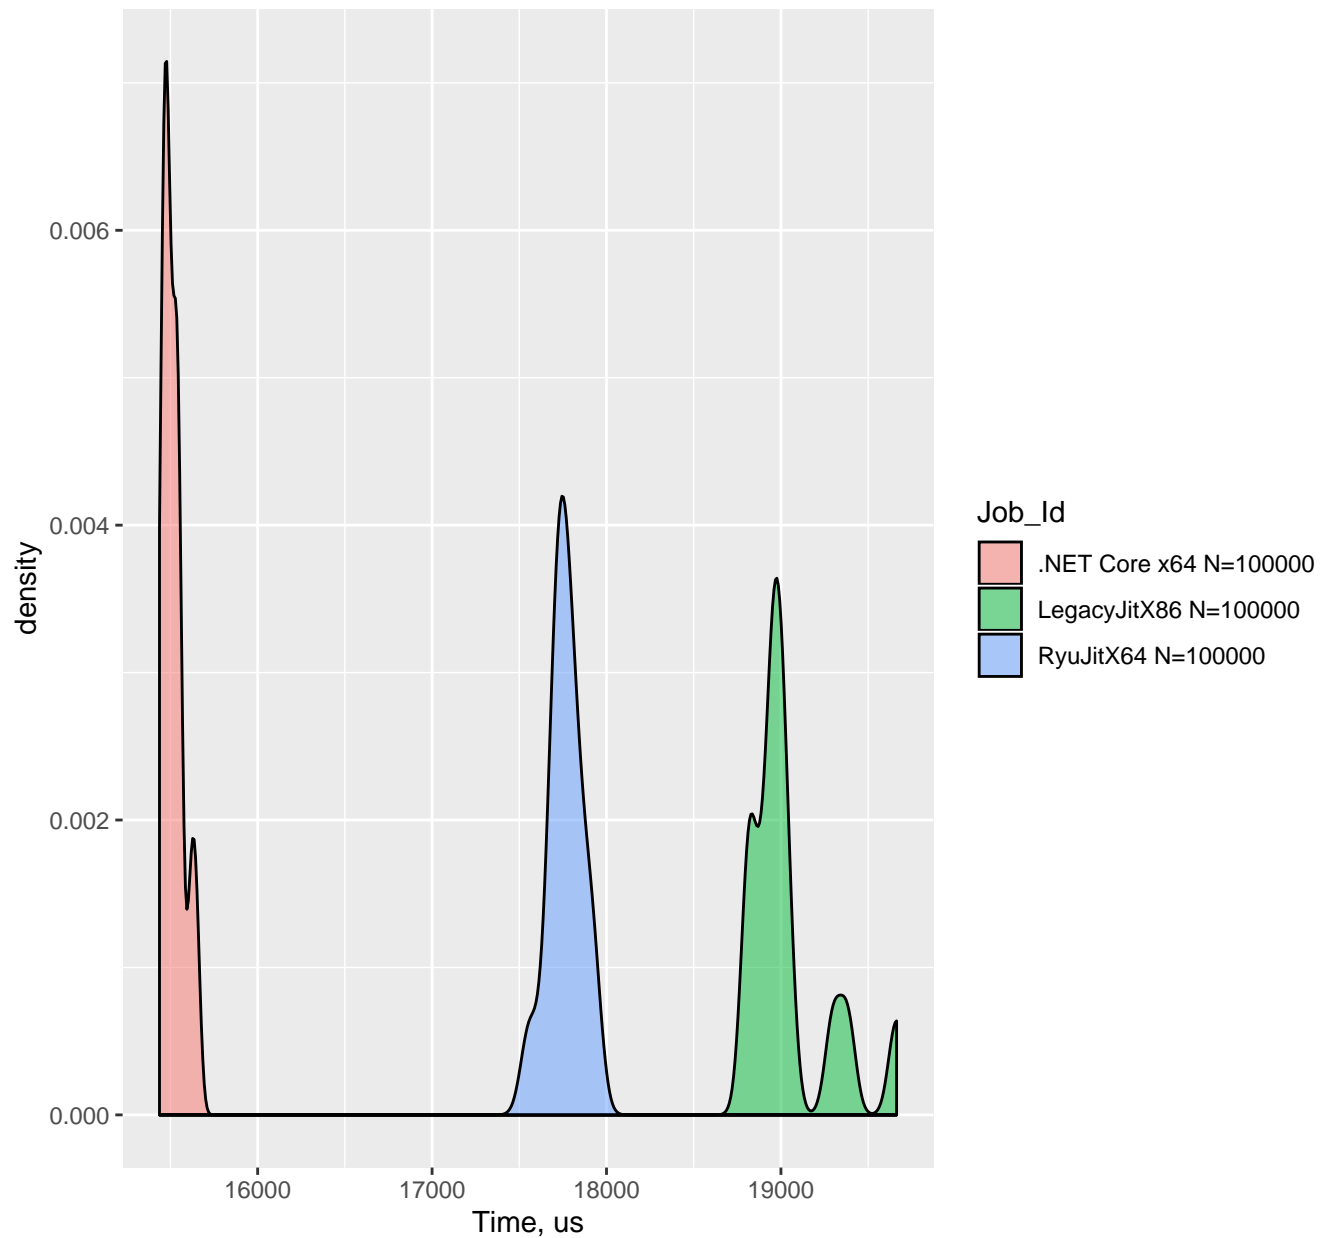 0.006
0.004
0.002
0.000
density
16000 17000 18000 19000
Time, us
Job_Id
.NET Core x64 N=100000
LegacyJitX86 N=100000
RyuJitX64 N=100000